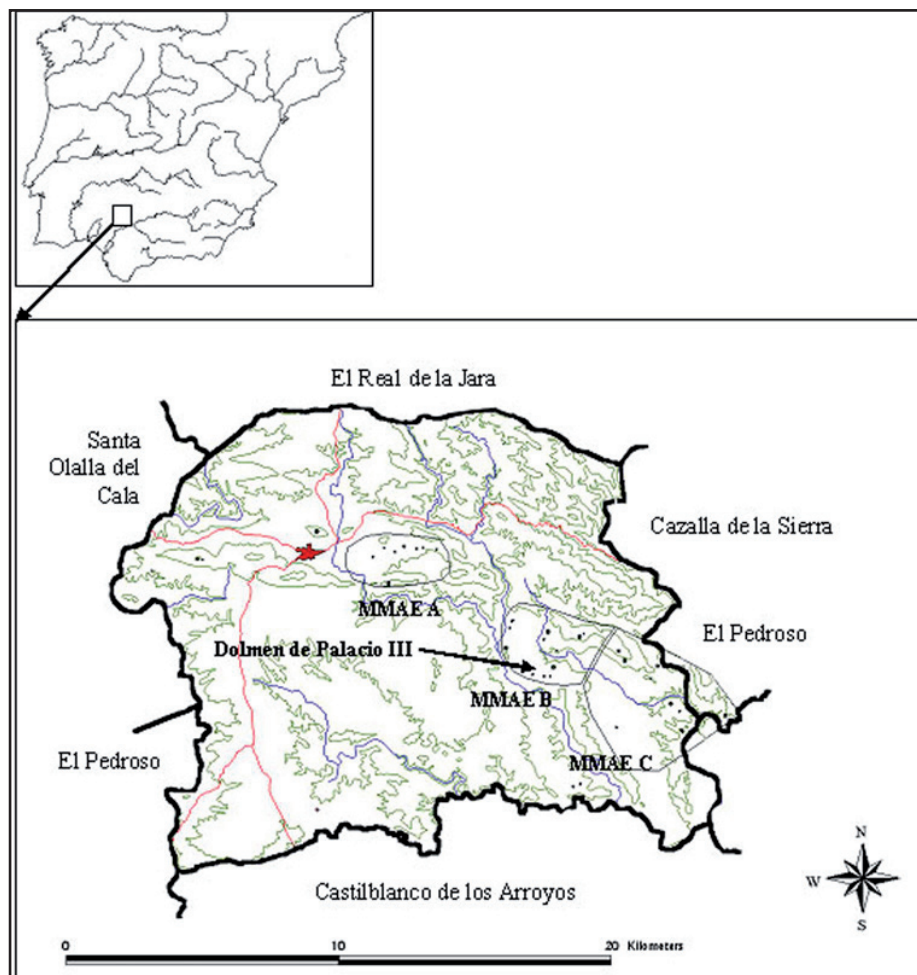 El Real de la Jara
Santa
Olalla del
Cala
Cazalla de la Sierra
MMAE A
El Pedroso
Dolmen de Palacio III
MMAE B
El Pedroso
MMAE C
Castilblanco de los Arroyos
N
W
E
S
0 10 20 Kilometers